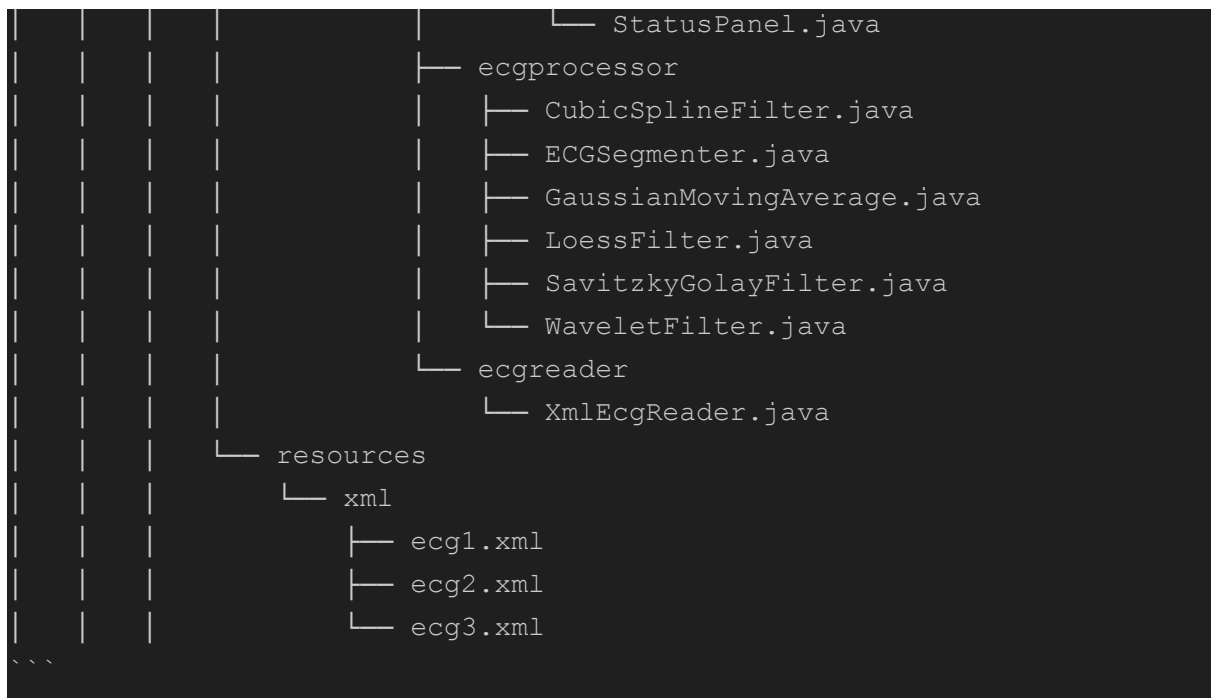 │   │   │   │           │       └── StatusPanel.java
│   │   │   │           ├── ecgprocessor
│   │   │   │           │   ├── CubicSplineFilter.java
│   │   │   │           │   ├── ECGSegmenter.java
│   │   │   │           │   ├── GaussianMovingAverage.java
│   │   │   │           │   ├── LoessFilter.java
│   │   │   │           │   ├── SavitzkyGolayFilter.java
│   │   │   │           │   └── WaveletFilter.java
│   │   │   │           └── ecgreader
│   │   │   │               └── XmlEcgReader.java
│   │   │   └── resources
│   │   │       └── xml
│   │   │           ├── ecg1.xml
│   │   │           ├── ecg2.xml
│   │   │           └── ecg3.xml
```